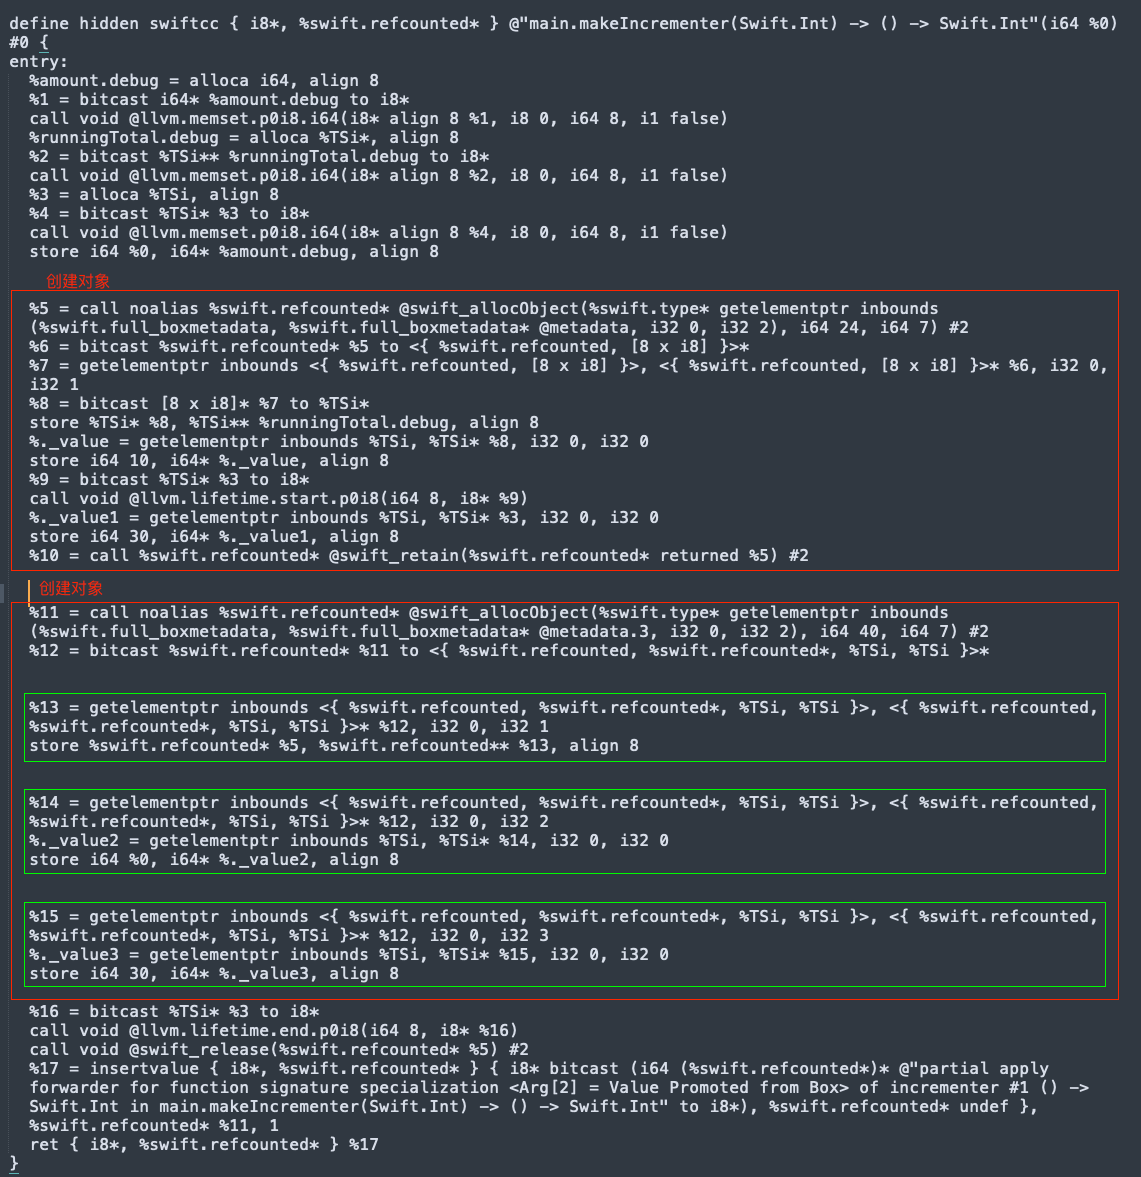 define hidden swiftcc { i8*, %swift.refcounted* } @"main.makeIncrementer(Swift.Int) -> () -> Swift.Int"(i64 %0)
#0 {
entry:
%amount.debug = alloca i64, align 8
%1 = bitcast i64* %amount.debug to i8*
call void @llvm.memset.p0i8.i64(i8* align 8 %1, i8 0, i64 8, i1 false)
%runningTotal.debug = alloca %TSi*, align 8
%2 = bitcast %TSi** %runningTotal.debug to i8*
call void @llvm.memset.p0i8.i64(i8* align 8 %2, i8 0, i64 8, i1 false)
%3 = alloca %TSi, align 8
%4 = bitcast %TSi* %3 to i8*
call void @llvm.memset.p0i8.i64(i8* align 8 %4, i8 0, i64 8, i1 false)
store i64 %0, i64* %amount.debug, align 8
创建对象
%5 = call noalias %swift.refcounted* @swift_allocObject(%swift.type* getelementptr inbounds
(%swift.full_boxmetadata, %swift.full_boxmetadata* @metadata, i32 0, i32 2), i64 24, i64 7) #2
%6 = bitcast %swift.refcounted* %5 to <{ %swift.refcounted, [8 x i8] }>*
%7 = getelementptr inbounds <{ %swift.refcounted, [8 x i8] }>, <{ %swift.refcounted, [8 x i8] }>* %6, i32 0,
i32 1
%8 = bitcast [8 x i8]* %7 to %TSi*
store %TSi* %8, %TSi** %runningTotal.debug, align 8
%._value = getelementptr inbounds %TSi, %TSi* %8, i32 0, i32 0
store i64 10, i64* %._value, align 8
%9 = bitcast %TSi* %3 to i8*
call void @llvm.lifetime.start.p0i8(i64 8, i8* %9)
%._value1 = getelementptr inbounds %TSi, %TSi* %3, i32 0, i32 0
store i64 30, i64* %._value1, align 8
%10 = call %swift.refcounted* @swift_retain(%swift.refcounted* returned %5) #2
创建对象
%11 = call noalias %swift.refcounted* @swift_allocObject(%swift.type* getelementptr inbounds
(%swift.full_boxmetadata, %swift.full_boxmetadata* @metadata.3, i32 0, i32 2), i64 40, i64 7) #2
%12 = bitcast %swift.refcounted* %11 to <{ %swift.refcounted, %swift.refcounted*, %TSi, %TSi }>*
%13 = getelementptr inbounds <{ %swift.refcounted, %swift.refcounted*, %TSi, %TSi }>, <{ %swift.refcounted,
%swift.refcounted*, %TSi, %TSi }>* %12, i32 0, i32 1
store %swift.refcounted* %5, %swift.refcounted** %13, align 8
%14 = getelementptr inbounds <{ %swift.refcounted, %swift.refcounted*, %TSi, %TSi }>, <{ %swift.refcounted,
%swift.refcounted*, %TSi, %TSi }>* %12, i32 0, i32 2
%._value2 = getelementptr inbounds %TSi, %TSi* %14, i32 0, i32 0
store i64 %0, i64* %._value2, align 8
%15 = getelementptr inbounds <{ %swift.refcounted, %swift.refcounted*, %TSi, %TSi }>, <{ %swift.refcounted,
%swift.refcounted*, %TSi, %TSi }>* %12, i32 0, i32 3
%._value3 = getelementptr inbounds %TSi, %TSi* %15, i32 0, i32 0
store i64 30, i64* %._value3, align 8
%16 = bitcast %TSi* %3 to i8*
call void @llvm.lifetime.end.p0i8(i64 8, i8* %16)
call void @swift_release(%swift.refcounted* %5) #2
%17 = insertvalue { i8*, %swift.refcounted* } { i8* bitcast (i64 (%swift.refcounted*)* @"partial apply
forwarder for function signature specialization <Arg[2] = Value Promoted from Box> of incrementer #1 () ->
Swift.Int in main.makeIncrementer(Swift.Int) -> () -> Swift.Int" to i8*), %swift.refcounted* undef },
%swift.refcounted* %11, 1
ret { i8*, %swift.refcounted* } %17
}